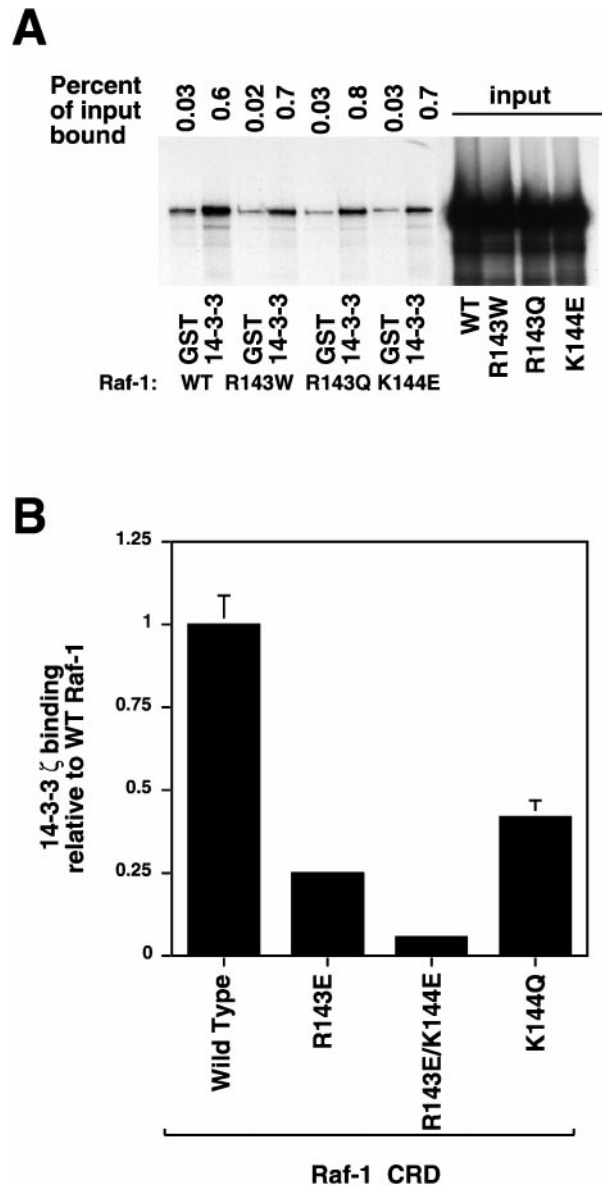 A
Percent
of input
bound
0.03 0.6 0.02 0.7 0.03 0.8 0.03 0.7
input
GST 14-3-3 GST 14-3-3 GST 14-3-3 GST 14-3-3
WT R143W R143Q K144E
Raf-1: WT R143W R143Q K144E
B
14-3-3 ζ binding
relative to WT Raf-1
1.25
1
0.75
0.5
0.25
0
Wild Type
R143E
R143E/K144E
K144Q
Raf-1 CRD